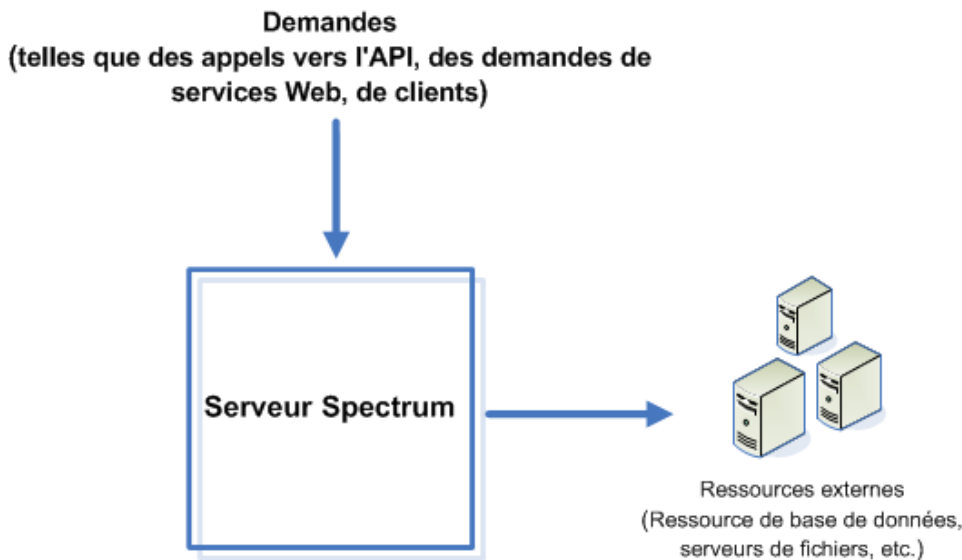 Demandes
(telles que des appels vers l'API, des demandes de
services Web, de clients)
Serveur Spectrum
Ressources externes
(Ressource de base de données,
serveurs de fichiers, etc.)